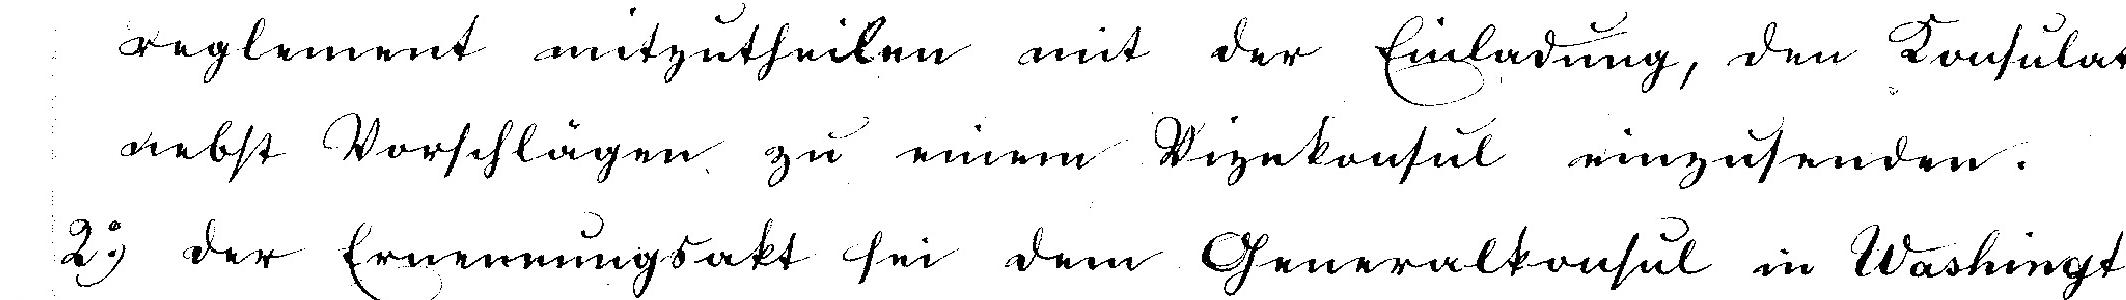 reglement mitzutheilen mit der Einladung, den Konsulat
nebst Vorschlägen zu einem Vizekonsul einzusenden.
2.) der Ernennungsakt sei dem Generalkonsul in Washingt